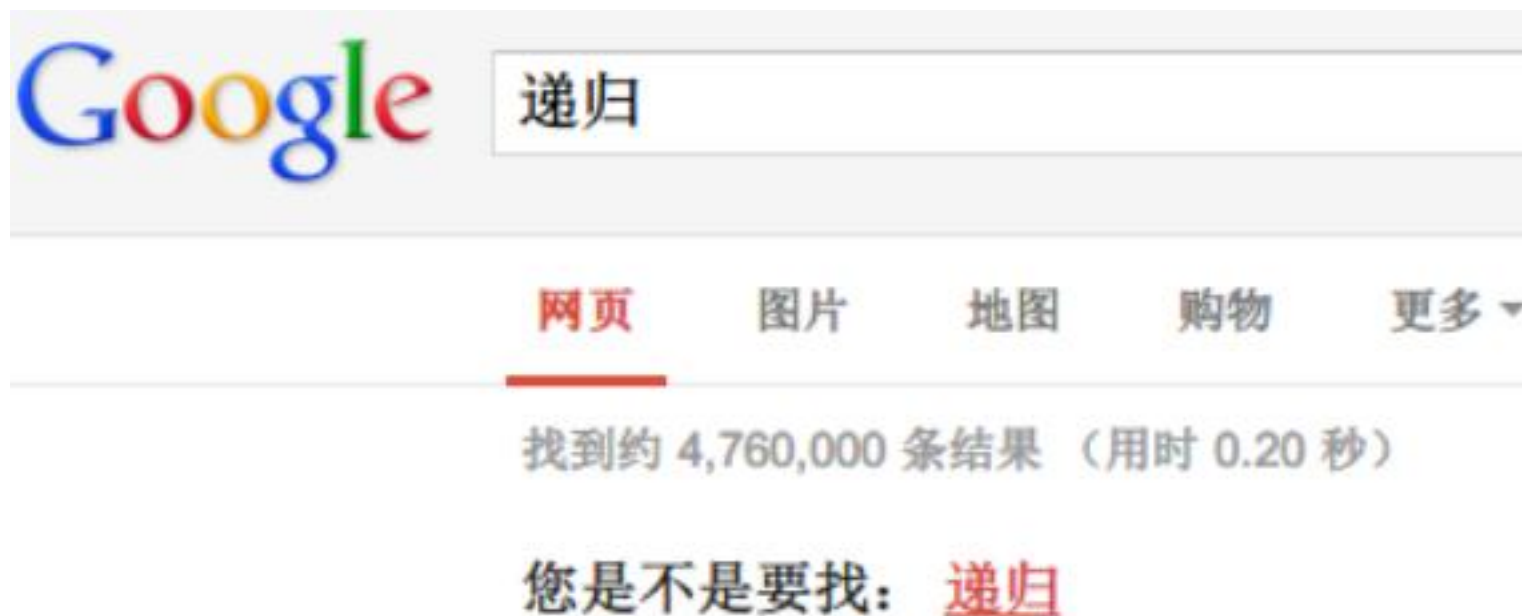 Google 递归
网页 图片 地图 购物 更多
找到约 4,760,000 条结果 （用时 0.20 秒）
您是不是要找： 递归